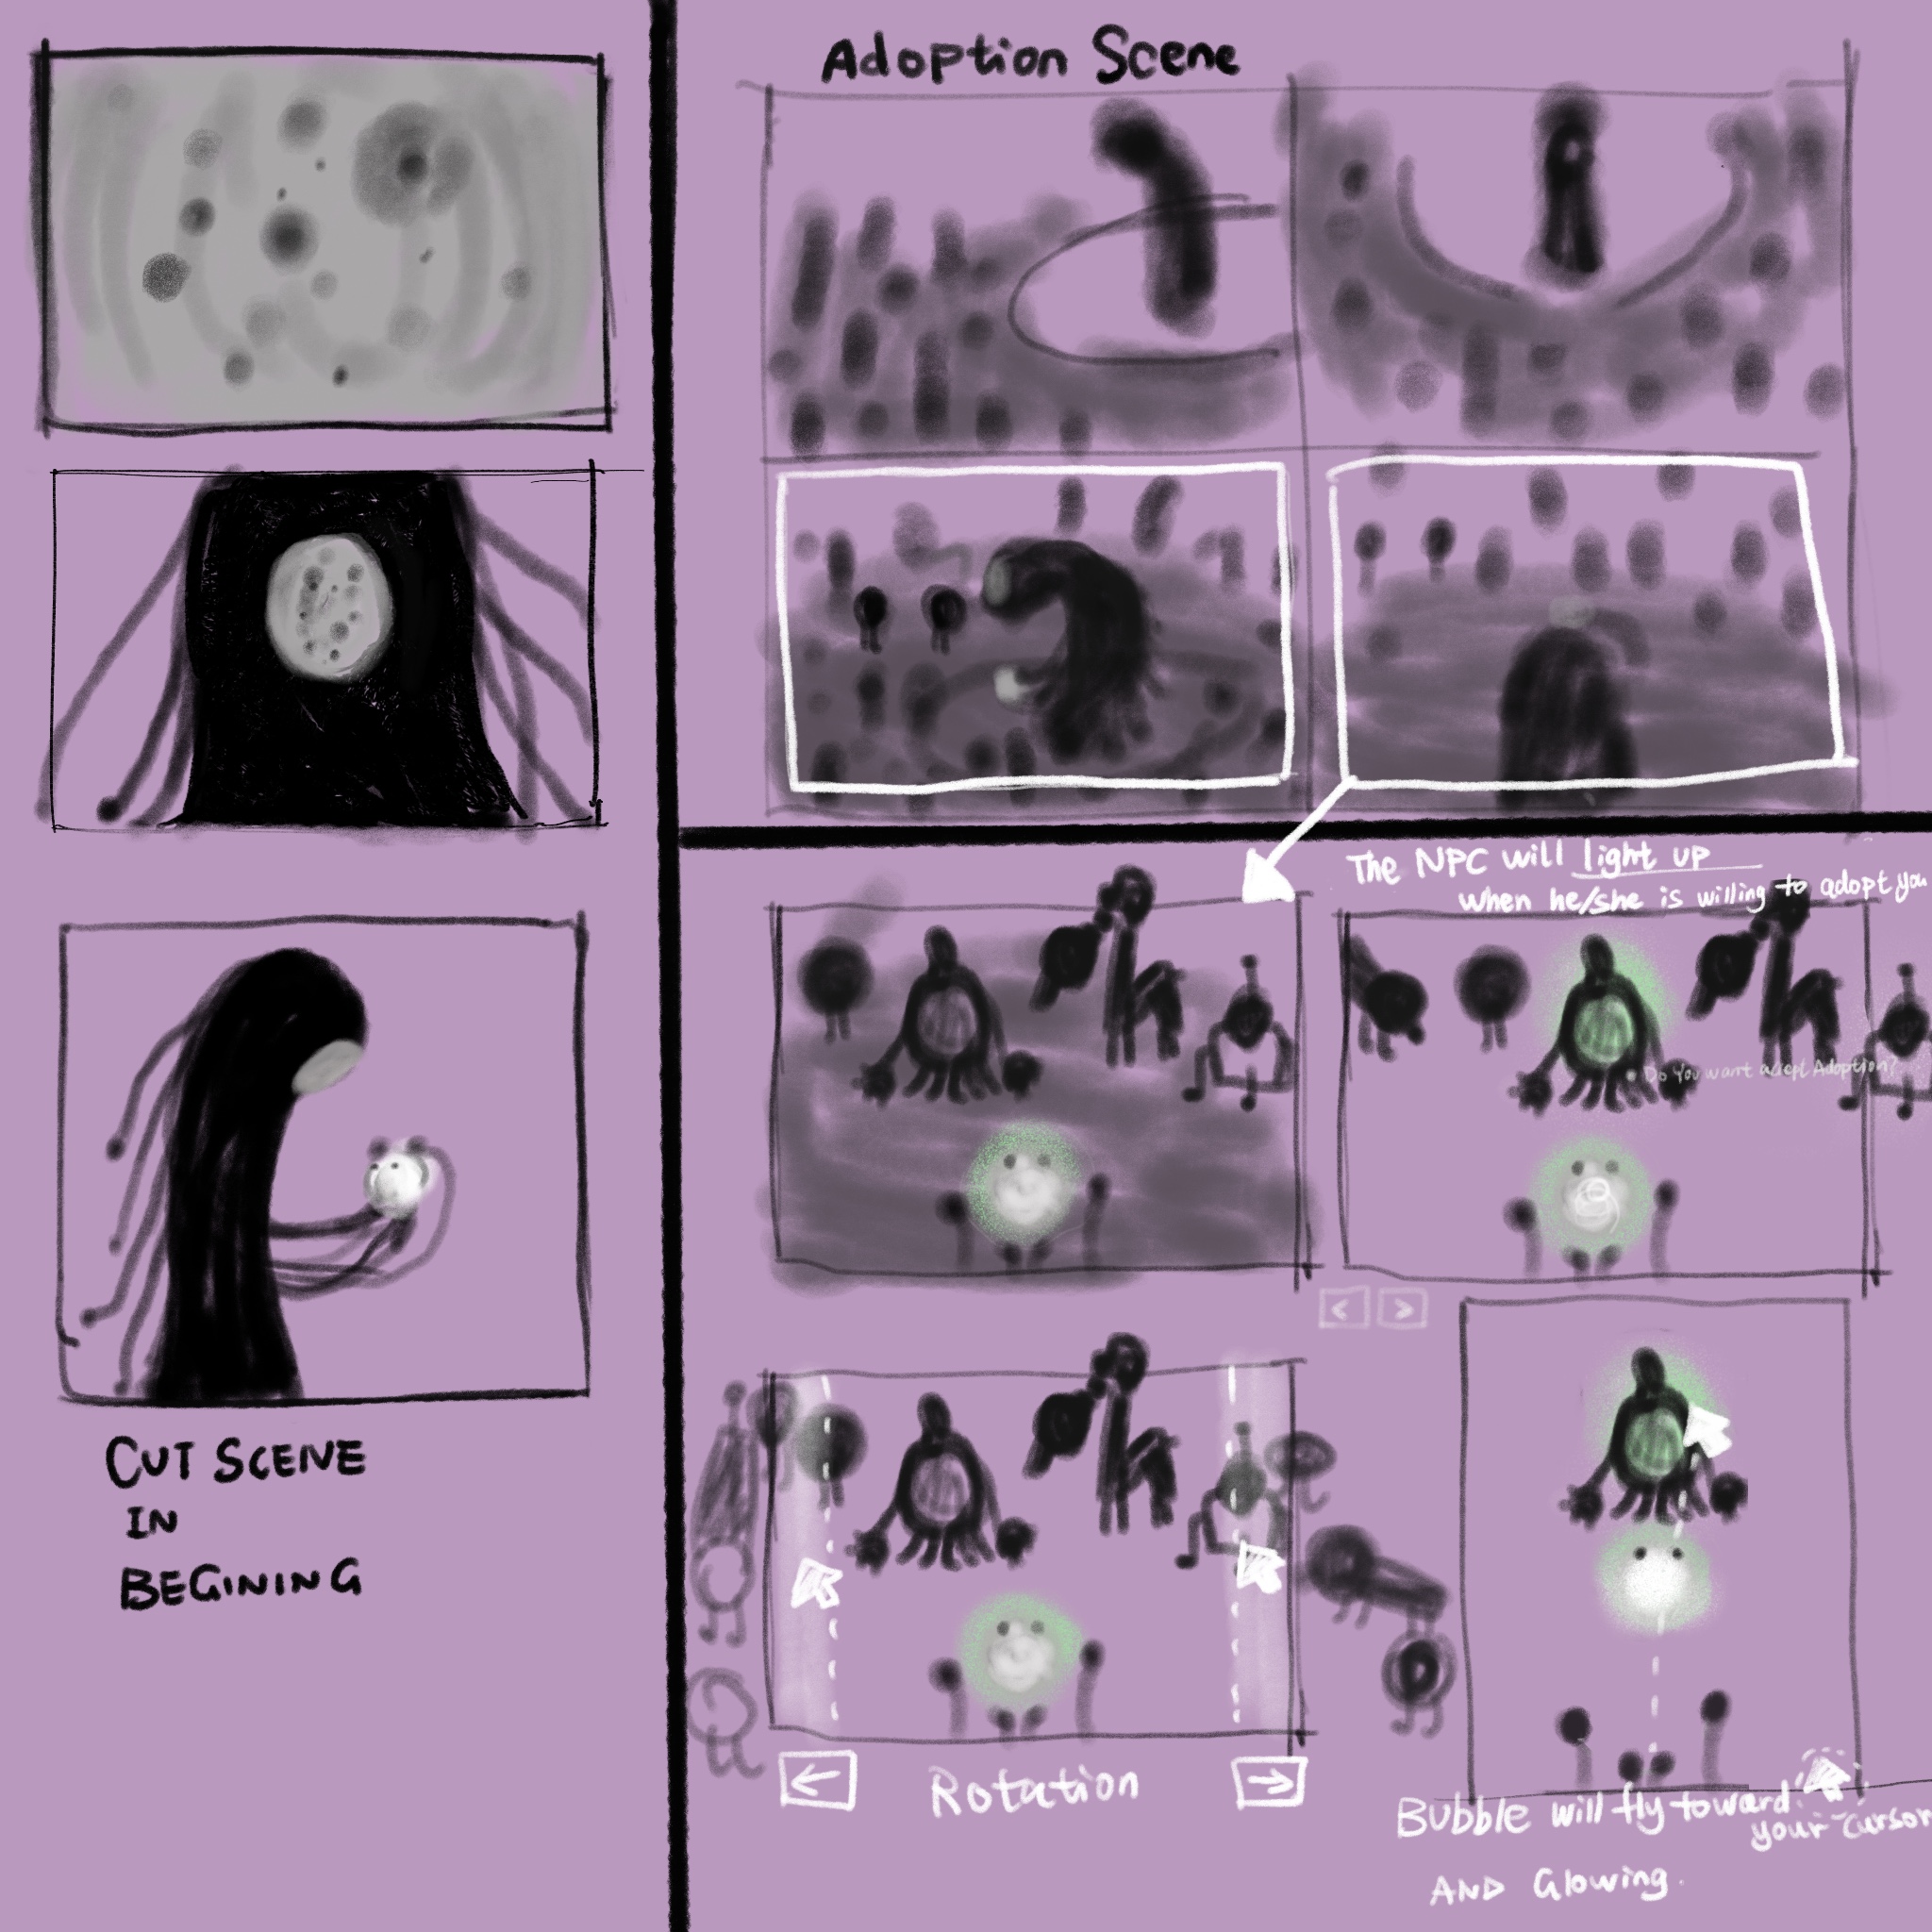 Adoption Scene
CUT SCENE
IN
BEGINING
The NPC will light up
when he/she is willing to adopt you
Do You want accept Adoption?
< >
← Rotation →
Bubble will fly toward
your cursor
AND Glowing.